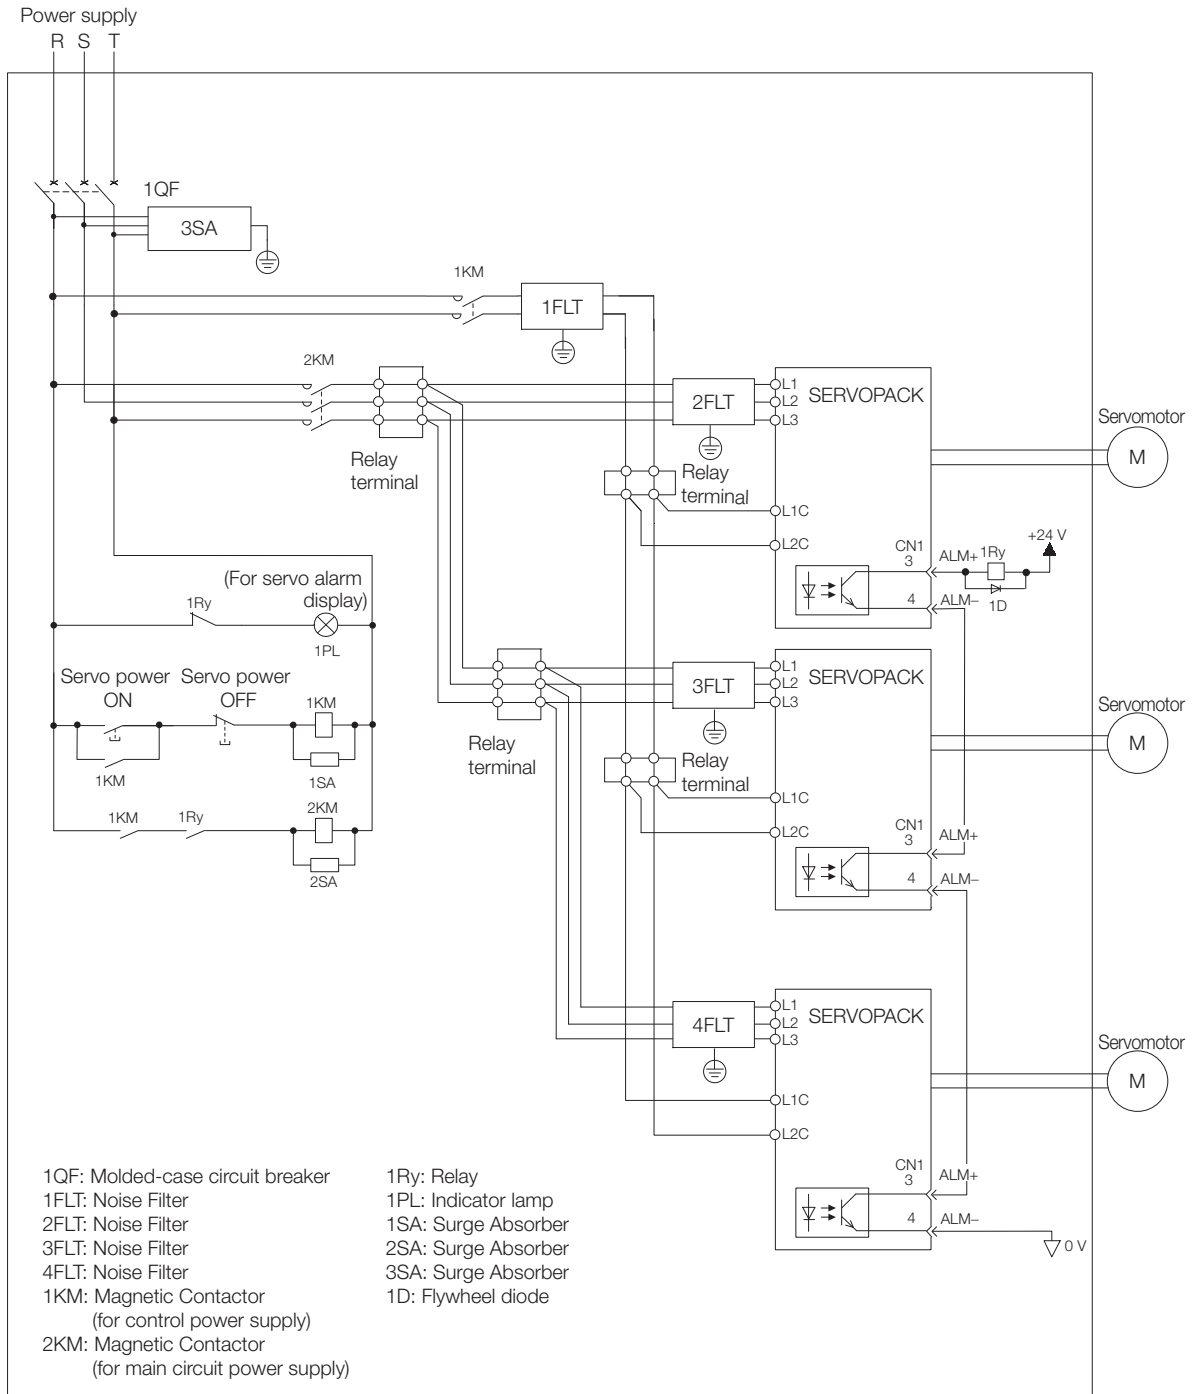 Power supply
R S T
1QF
3SA
1KM
1FLT
2KM
2FLT
L1
L2
L3
SERVOPACK
Servomotor
M
Relay
terminal
Relay
terminal
L1C
L2C
CN1
3
ALM+
1Ry
+24 V
4
ALM–
1D
(For servo alarm
display)
1Ry
1PL
Servo power
ON
Servo power
OFF
1KM
1KM
1SA
1KM
1Ry
2KM
2SA
3FLT
L1
L2
L3
SERVOPACK
Servomotor
M
Relay
terminal
Relay
terminal
L1C
L2C
CN1
3
ALM+
4
ALM–
4FLT
L1
L2
L3
SERVOPACK
Servomotor
M
L1C
L2C
CN1
3
ALM+
4
ALM–
0 V
1QF: Molded-case circuit breaker
1FLT: Noise Filter
2FLT: Noise Filter
3FLT: Noise Filter
4FLT: Noise Filter
1KM: Magnetic Contactor
(for control power supply)
2KM: Magnetic Contactor
(for main circuit power supply)
1Ry: Relay
1PL: Indicator lamp
1SA: Surge Absorber
2SA: Surge Absorber
3SA: Surge Absorber
1D: Flywheel diode